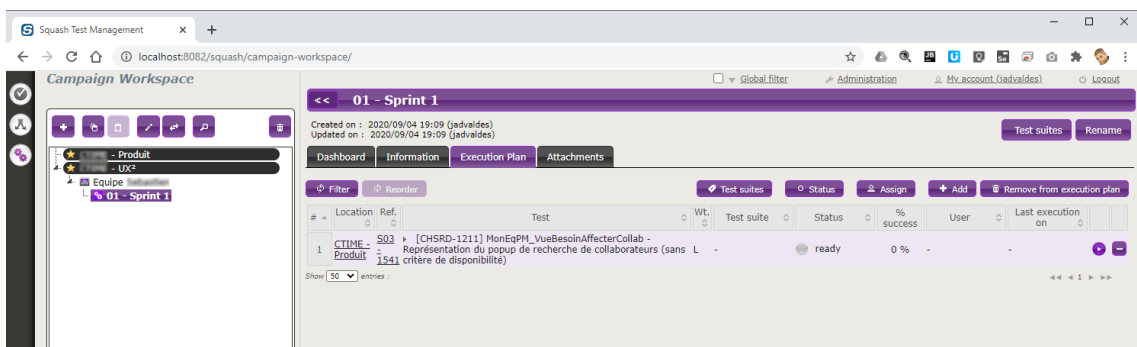 Squash Test Management
localhost:8082/squash/campaign-workspace/
Campaign Workspace
Global filter Administration My account (jadvaldes) Logout
<< 01 - Sprint 1
Created on : 2020/09/04 19:09 (jadvaldes)
Updated on : 2020/09/04 19:09 (jadvaldes)
Test suites Rename
- Produit
- UX²
Equipe
01 - Sprint 1
Dashboard Information Execution Plan Attachments
Filter Reorder Test suites Status Assign + Add Remove from execution plan
# Location Ref. Test Wt. Test suite Status % success User Last execution on
1 CTIME - Produit S03 - 1541 [CHSRD-1211] MonEqPM_VueBesoinAffecterCollab -
Représentation du popup de recherche de collaborateurs (sans
critère de disponibilité) L - ready 0 % - -
Show 50 entries :
1